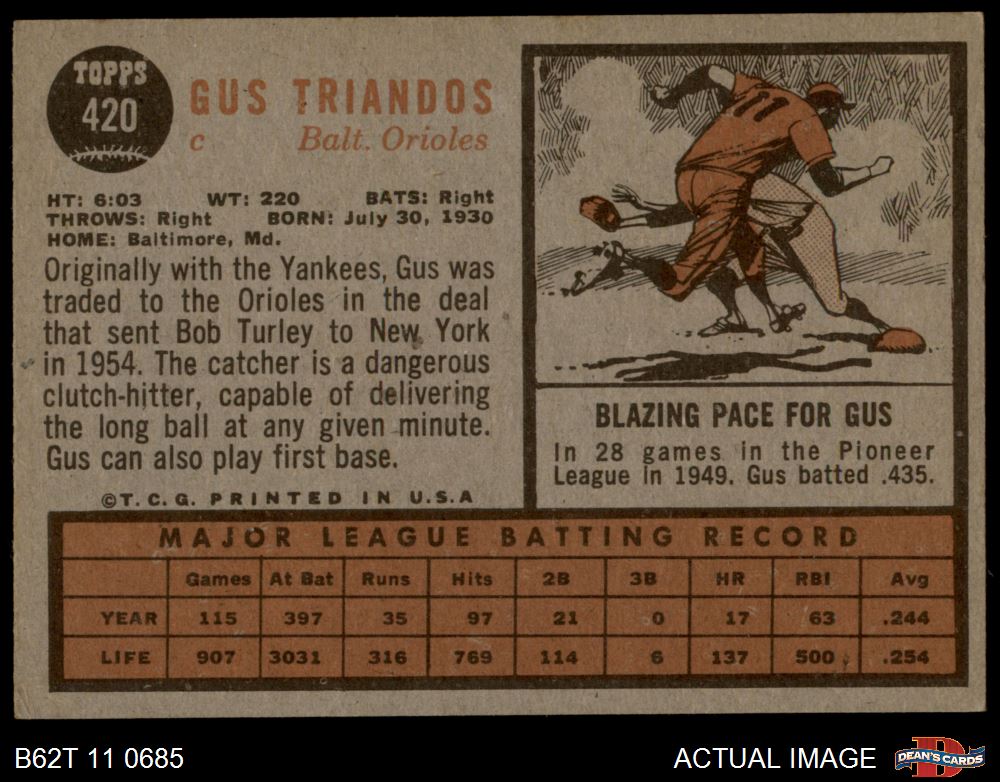 TOPPS
420
GUS TRIANDOS
C Balt. Orioles
HT: 6:03 WT: 220 BATS: Right
THROWS: Right BORN: July 30, 1930
HOME: Baltimore, Md.
Originally with the Yankees, Gus was
traded to the Orioles in the deal
that sent Bob Turley to New York
in 1954. The catcher is a dangerous
clutch-hitter, capable of delivering
the long ball at any given minute.
Gus can also play first base.
©T.C.G. PRINTED IN U.S.A
11
BLAZING PACE FOR GUS
In 28 games in the Pioneer
League in 1949. Gus batted .435.
MAJOR LEAGUE BATTING RECORD
Games At Bat Runs Hits 2B 3B HR RBI Avg
YEAR 115 397 35 97 21 0 17 63 .244
LIFE 907 3031 316 769 114 6 137 500 .254
B62T 11 0685 ACTUAL IMAGE
D
DEAN'S CARDS